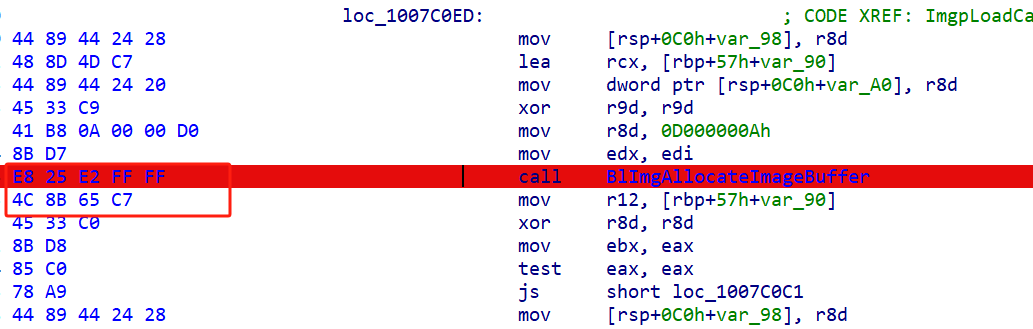 loc_1007C0ED: ; CODE XREF: ImgpLoadCa
44 89 44 24 28 mov [rsp+0C0h+var_98], r8d
48 8D 4D C7 lea rcx, [rbp+57h+var_90]
44 89 44 24 20 mov dword ptr [rsp+0C0h+var_A0], r8d
45 33 C9 xor r9d, r9d
41 B8 0A 00 00 D0 mov r8d, 0D000000Ah
8B D7 mov edx, edi
E8 25 E2 FF FF call BlImgAllocateImageBuffer
4C 8B 65 C7 mov r12, [rbp+57h+var_90]
45 33 C0 xor r8d, r8d
8B D8 mov ebx, eax
85 C0 test eax, eax
78 A9 js short loc_1007C0C1
44 89 44 24 28 mov [rsp+0C0h+var_98], r8d